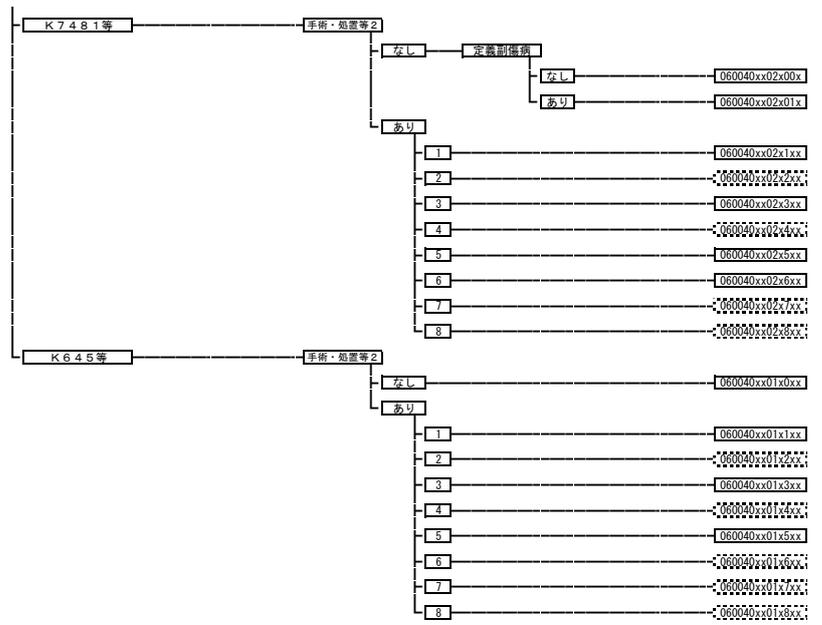 Ｋ７４８１等 手術・処置等２
なし 定義副傷病
なし 060040xx02x00x
あり 060040xx02x01x
あり
1 060040xx02x1xx
2 060040xx02x2xx
3 060040xx02x3xx
4 060040xx02x4xx
5 060040xx02x5xx
6 060040xx02x6xx
7 060040xx02x7xx
8 060040xx02x8xx
Ｋ６４５等 手術・処置等２
なし 060040xx01x0xx
あり
1 060040xx01x1xx
2 060040xx01x2xx
3 060040xx01x3xx
4 060040xx01x4xx
5 060040xx01x5xx
6 060040xx01x6xx
7 060040xx01x7xx
8 060040xx01x8xx